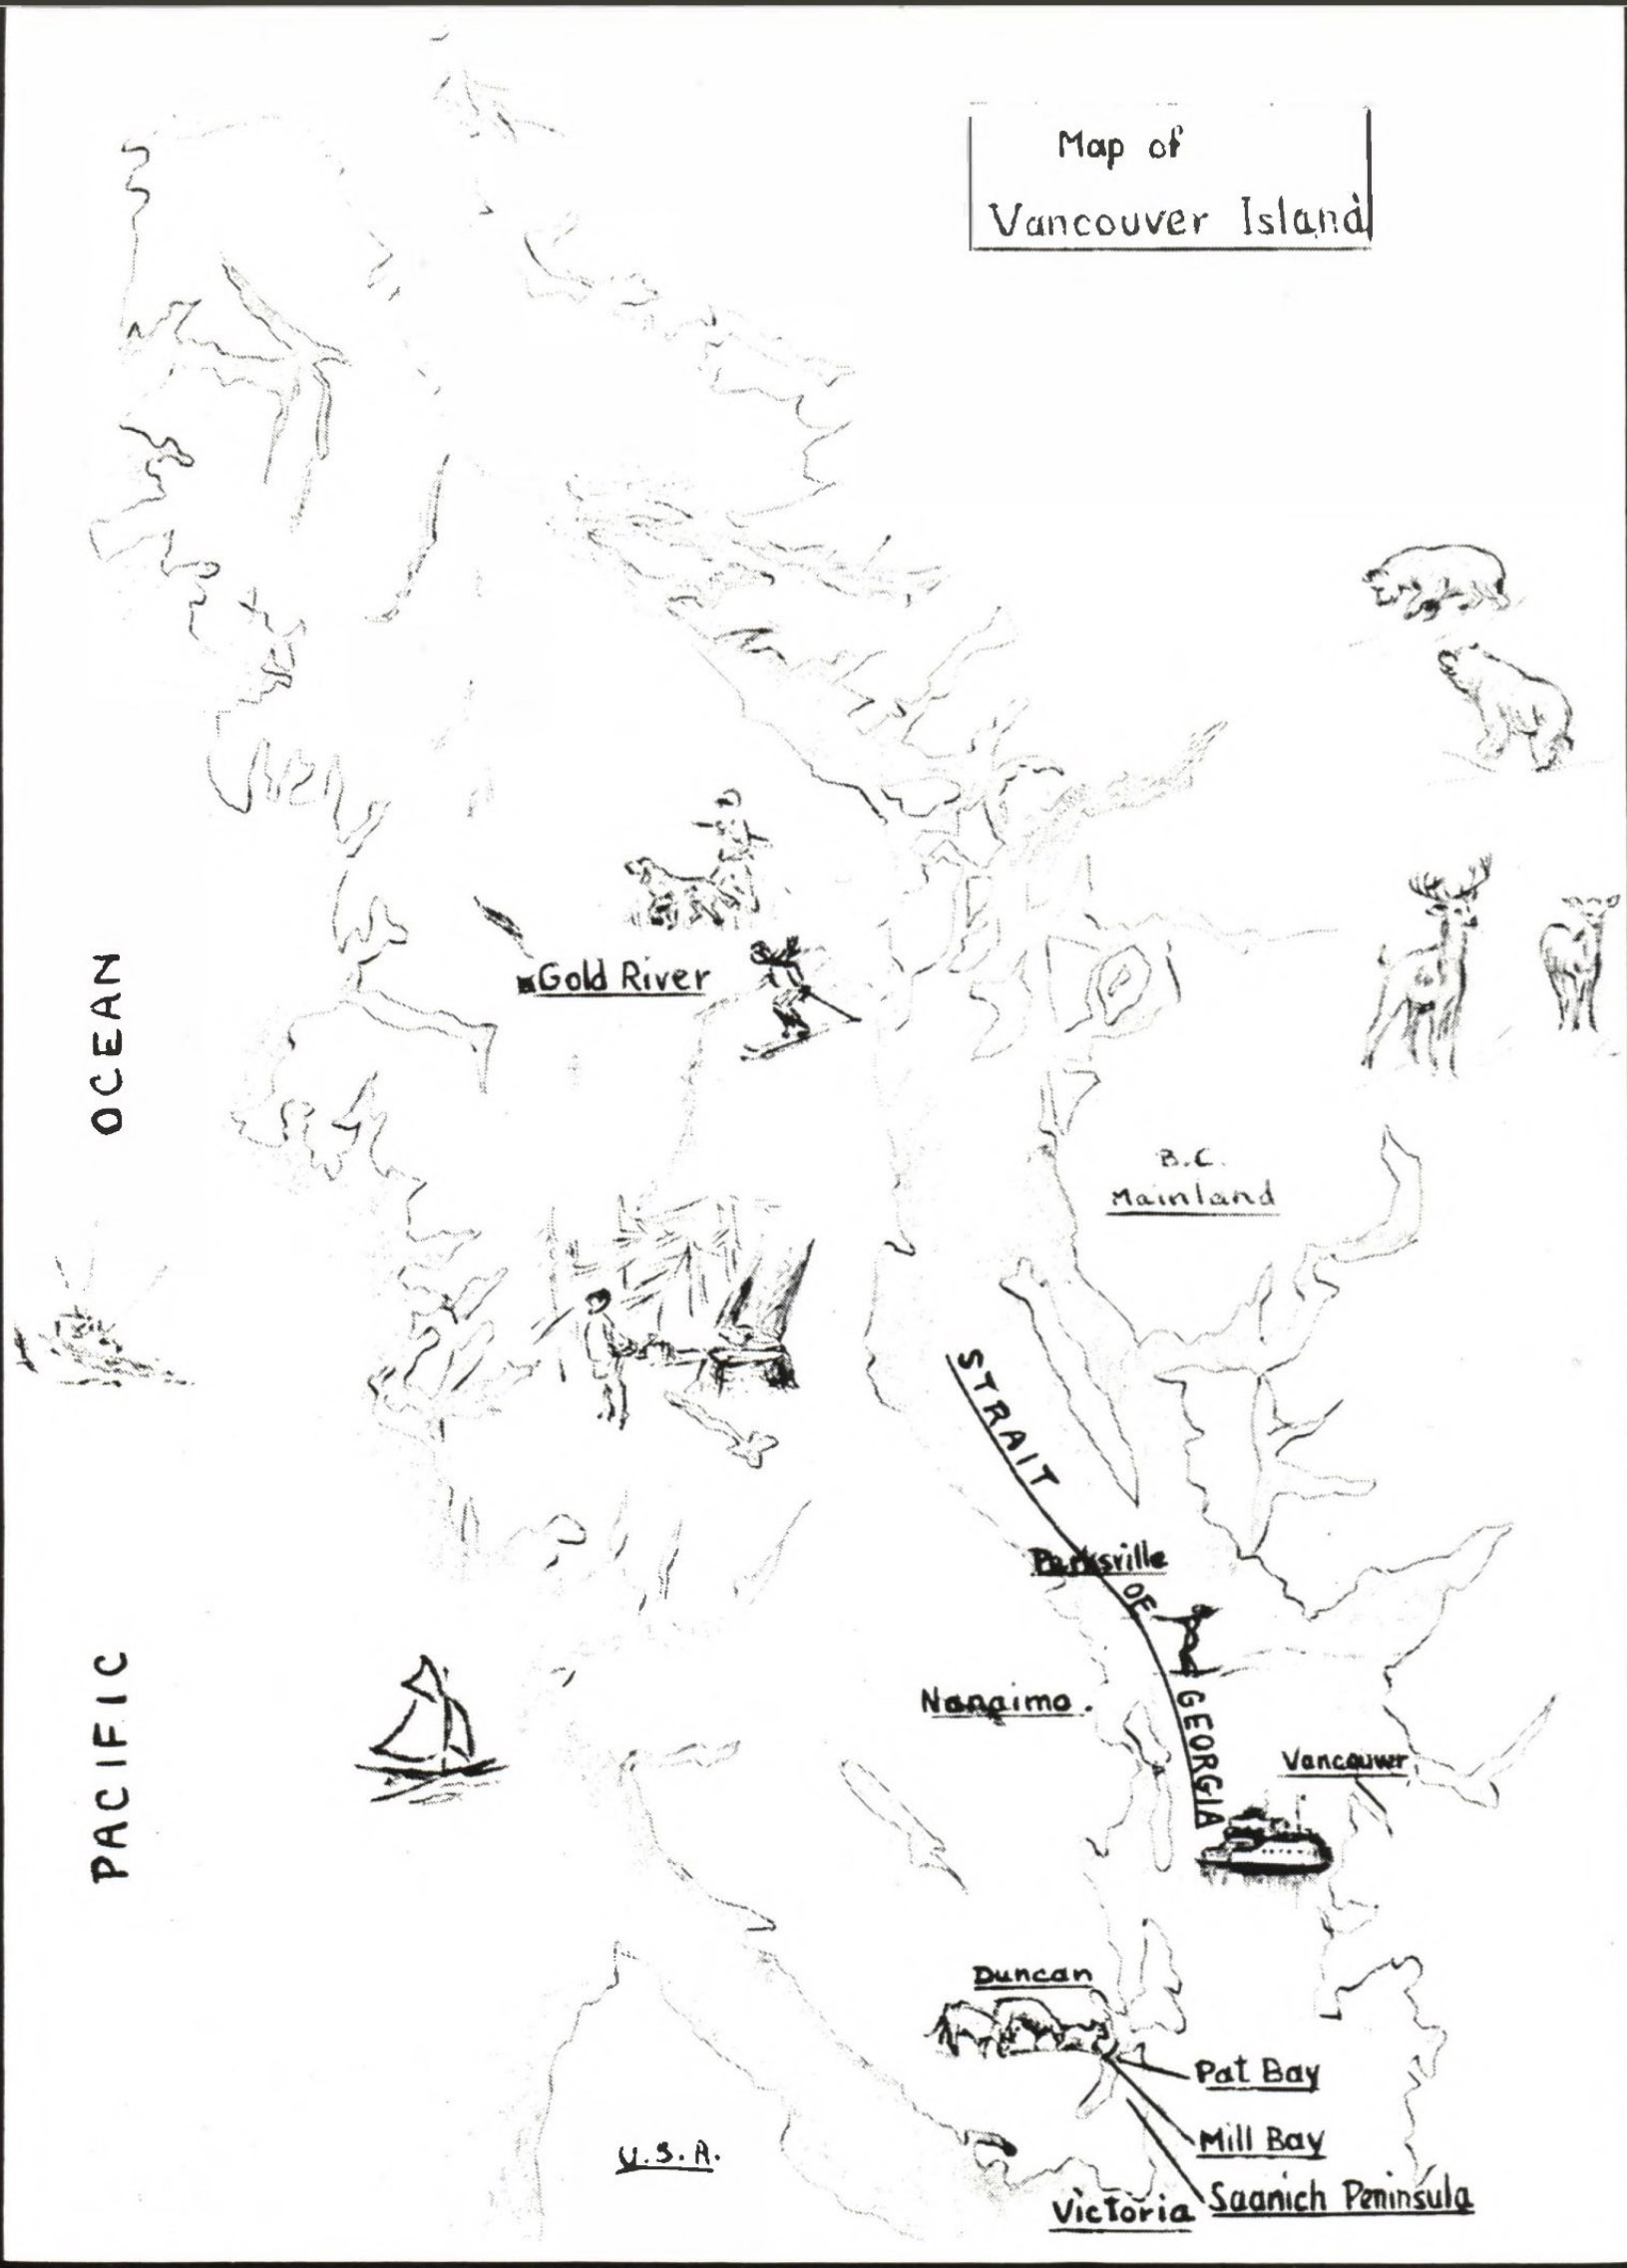 Map of
Vancouver Island
Gold River
OCEAN
B.C.
Mainland
STRAIT
Parksville
OF
GEORGIA
Nanaimo.
Vancouver
PACIFIC
Duncan
Pat Bay
Mill Bay
U.S.A.
Saanich Peninsula
Victoria